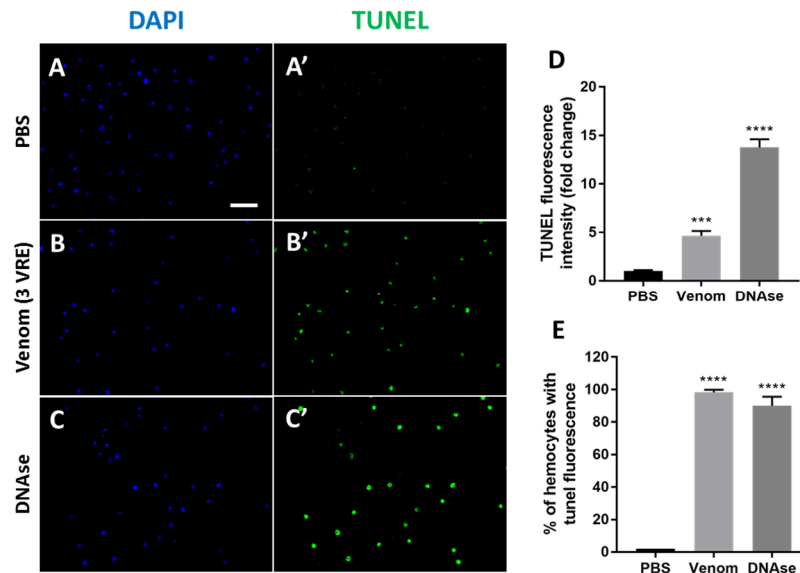 DAPI
TUNEL
PBS
A
A’
Venom (3 VRE)
B
B’
DNAse
C
C’
D
TUNEL fluorescence
intensity (fold change)
20
15
10
5
0
***
****
PBS
Venom
DNAse
E
% of hemocytes with
tunel fluorescence
120
100
80
60
40
20
0
****
****
PBS
Venom
DNAse